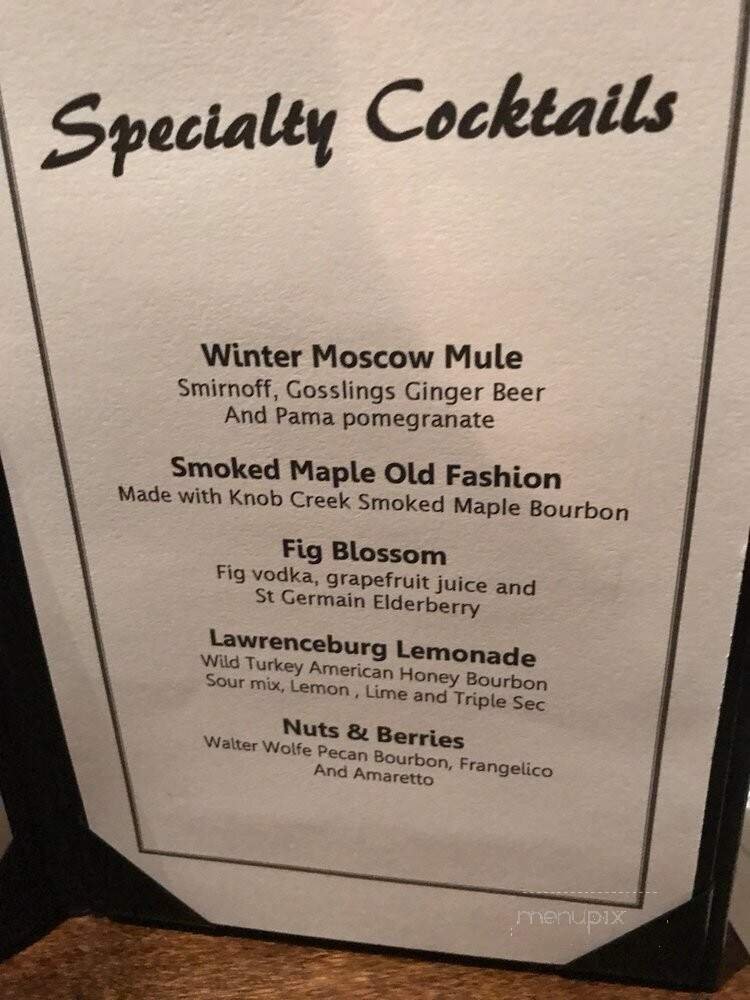 Specialty Cocktails
Winter Moscow Mule
Smirnoff, Gosslings Ginger Beer
And Pama pomegranate
Smoked Maple Old Fashion
Made with Knob Creek Smoked Maple Bourbon
Fig Blossom
Fig vodka, grapefruit juice and
St Germain Elderberry
Lawrenceburg Lemonade
Wild Turkey American Honey Bourbon
Sour mix, Lemon , Lime and Triple Sec
Nuts & Berries
Walter Wolfe Pecan Bourbon, Frangelico
And Amaretto
menupix